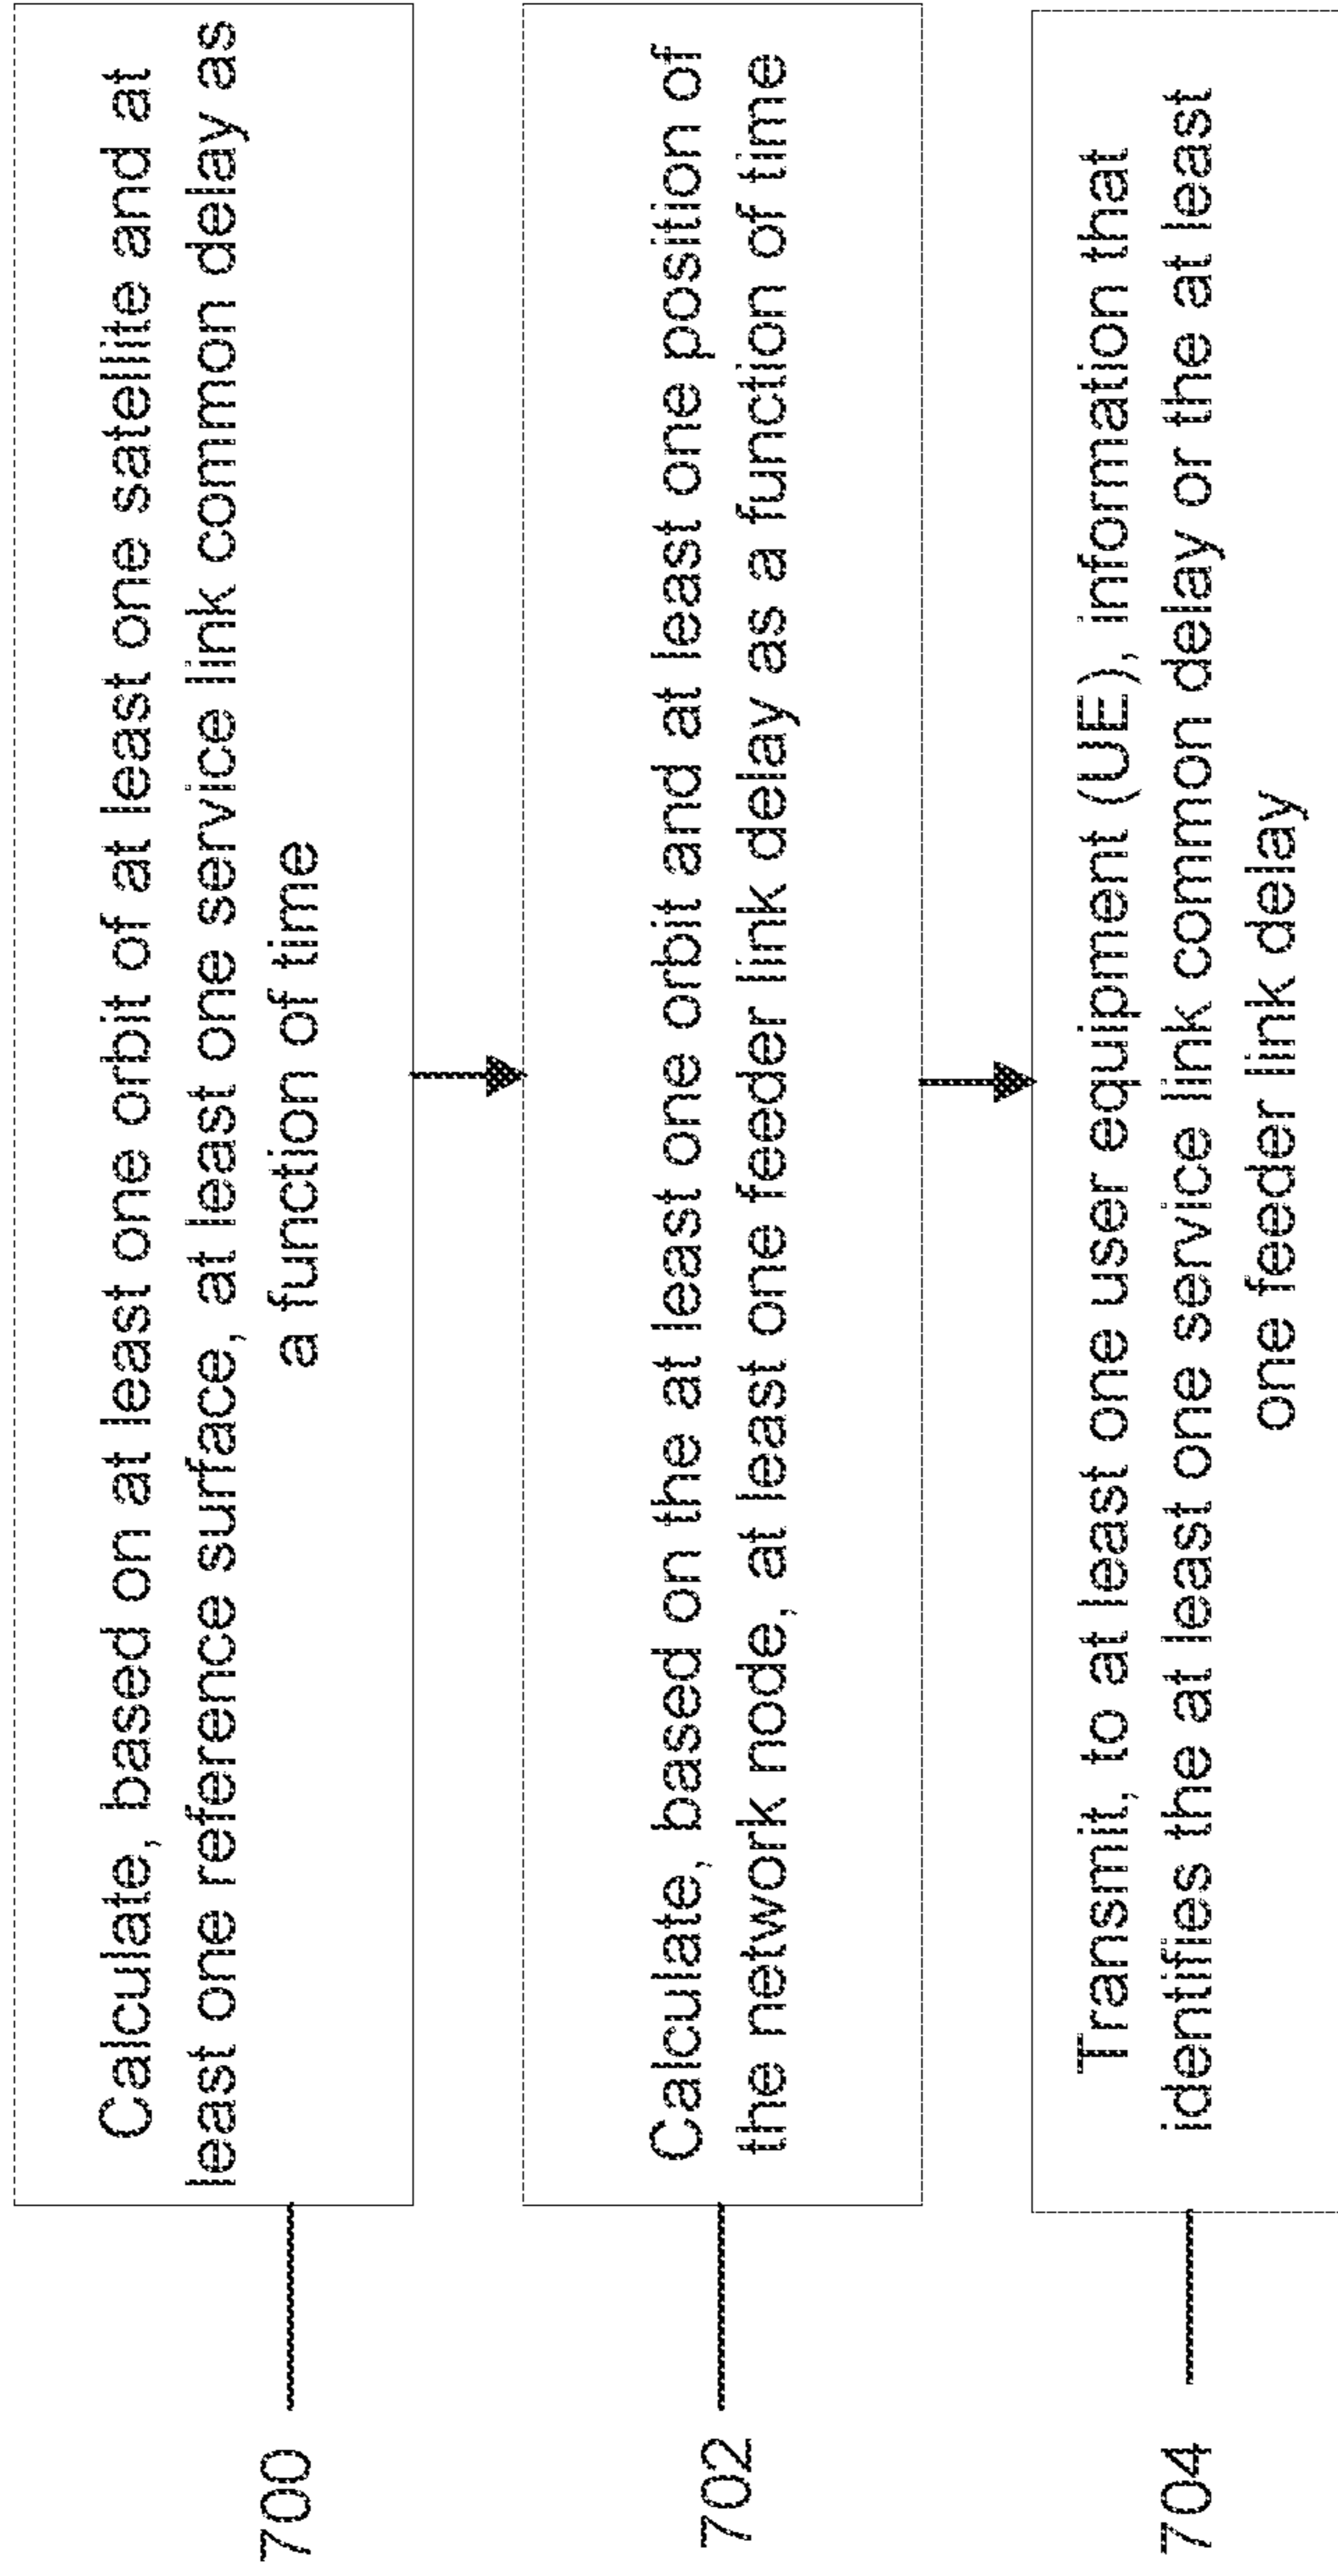 700
Calculate, based on at least one orbit of at least one satellite and at
least one reference surface, at least one service link common delay as
a function of time
702
Calculate, based on the at least one orbit and at least one position of
the network node, at least one feeder link delay as a function of time
704
Transmit, to at least one user equipment (UE), information that
identifies the at least one service link common delay or the at least
one feeder link delay